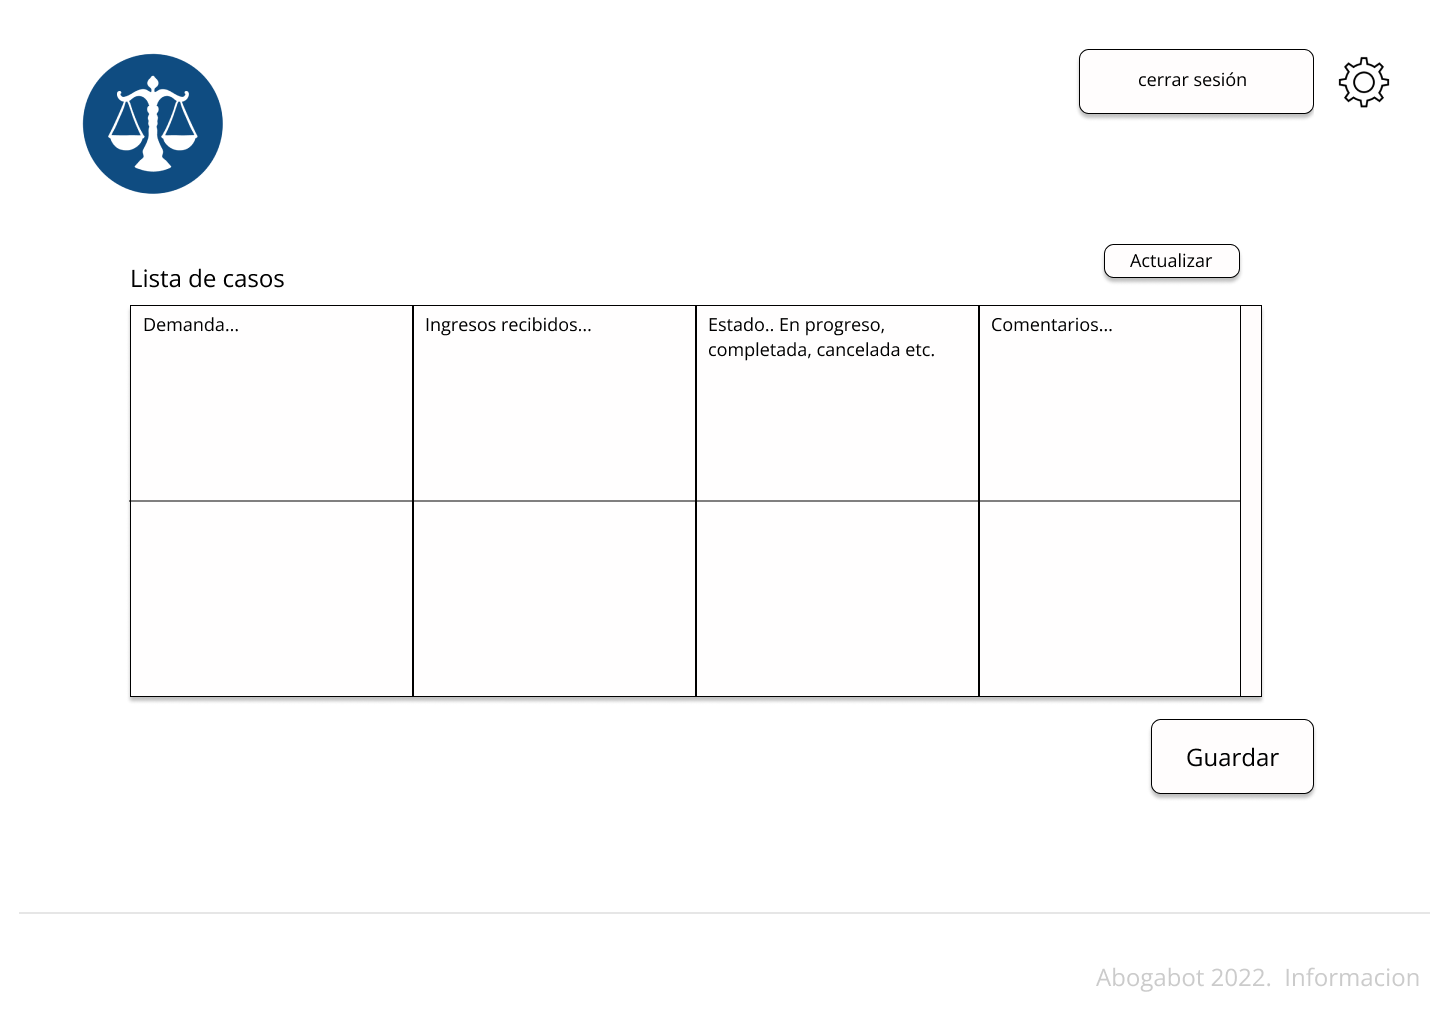 cerrar sesión
Actualizar
Lista de casos
Demanda...
Ingresos recibidos...
Estado.. En progreso,
completada, cancelada etc.
Comentarios...
Guardar
Abogabot 2022.  Informacion